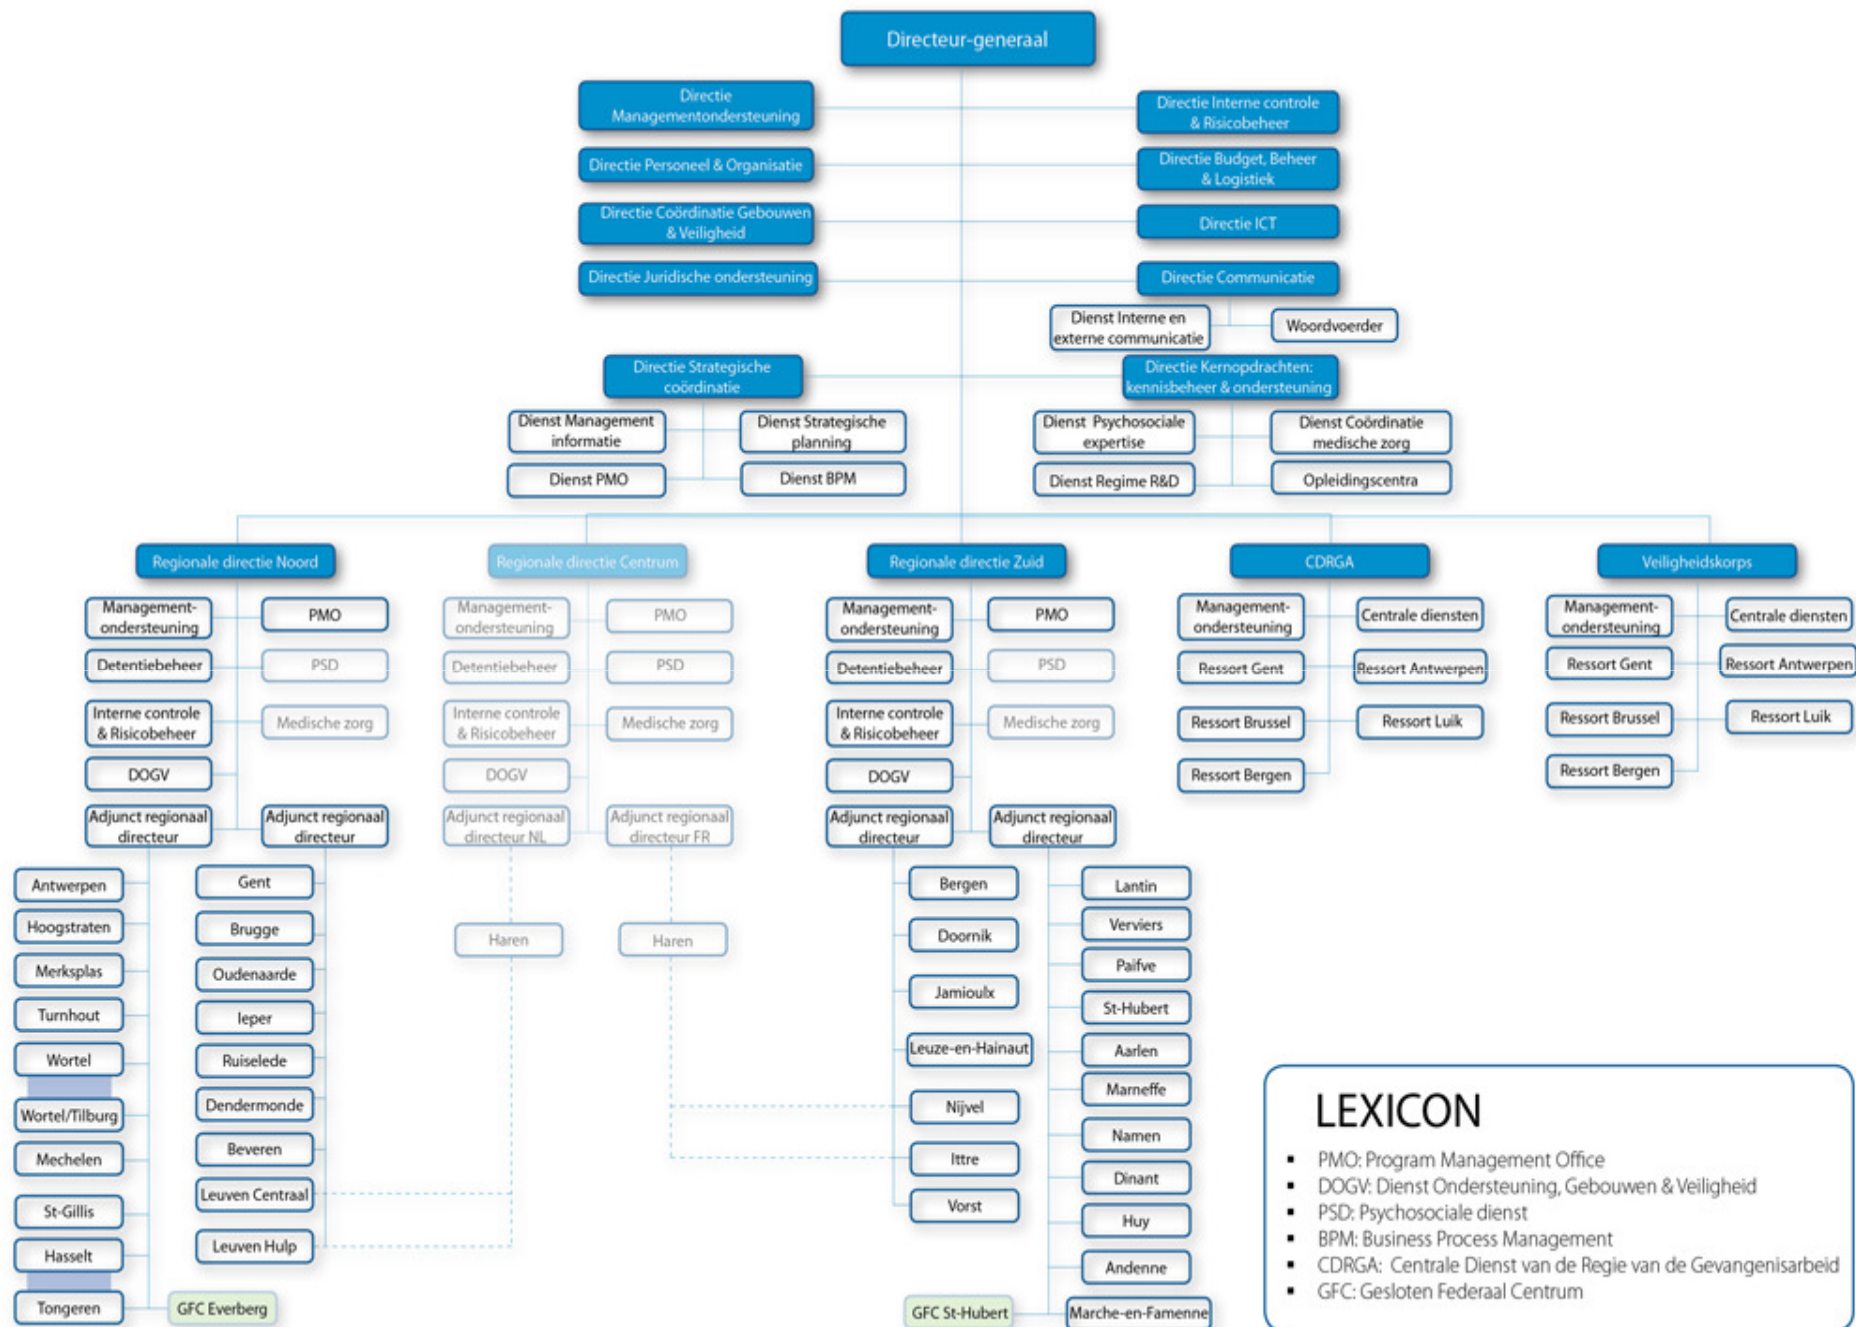 Directeur-generaal
Directie
Managementondersteuning
Directie Interne controle
& Risicobeheer
Directie Personeel & Organisatie
Directie Budget, Beheer
& Logistiek
Directie Coördinatie Gebouwen
& Veiligheid
Directie ICT
Directie Juridische ondersteuning
Directie Communicatie
Dienst Interne en
externe communicatie
Woordvoerder
Directie Strategische
coördinatie
Directie Kernopdrachten:
kennisbeheer & ondersteuning
Dienst Management
informatie
Dienst Strategische
planning
Dienst PMO
Dienst BPM
Dienst Psychosociale
expertise
Dienst Coördinatie
medische zorg
Dienst Regime R&D
Opleidingscentra
Regionale directie Noord
Management-
ondersteuning
PMO
Detentiebeheer
PSD
Interne controle
& Risicobeheer
Medische zorg
DOGV
Adjunct regionaal
directeur
Adjunct regionaal
directeur
Antwerpen
Hoogstraten
Merksplas
Turnhout
Wortel
Wortel/Tilburg
Mechelen
St-Gillis
Hasselt
Tongeren
GFC Everberg
Gent
Brugge
Oudenaarde
Ieper
Ruiselede
Dendermonde
Beveren
Leuven Centraal
Leuven Hulp
Regionale directie Centrum
Management-
ondersteuning
PMO
Detentiebeheer
PSD
Interne controle
& Risicobeheer
Medische zorg
DOGV
Adjunct regionaal
directeur NL
Adjunct regionaal
directeur FR
Haren
Haren
Regionale directie Zuid
Management-
ondersteuning
PMO
Detentiebeheer
PSD
Interne controle
& Risicobeheer
Medische zorg
DOGV
Adjunct regionaal
directeur
Adjunct regionaal
directeur
Bergen
Doornik
Jamioulx
Leuze-en-Hainaut
Nijvel
Ittre
Vorst
GFC St-Hubert
Lantin
Verviers
Paifve
St-Hubert
Aarlen
Marneffe
Namen
Dinant
Huy
Andenne
Marche-en-Famenne
CDRGA
Management-
ondersteuning
Centrale diensten
Ressort Gent
Ressort Antwerpen
Ressort Brussel
Ressort Luik
Ressort Bergen
Veiligheidskorps
Management-
ondersteuning
Centrale diensten
Ressort Gent
Ressort Antwerpen
Ressort Brussel
Ressort Luik
Ressort Bergen
LEXICON
▪ PMO: Program Management Office
▪ DOGV: Dienst Ondersteuning, Gebouwen & Veiligheid
▪ PSD: Psychosociale dienst
▪ BPM: Business Process Management
▪ CDRGA: Centrale Dienst van de Regie van de Gevangenisarbeid
▪ GFC: Gesloten Federaal Centrum